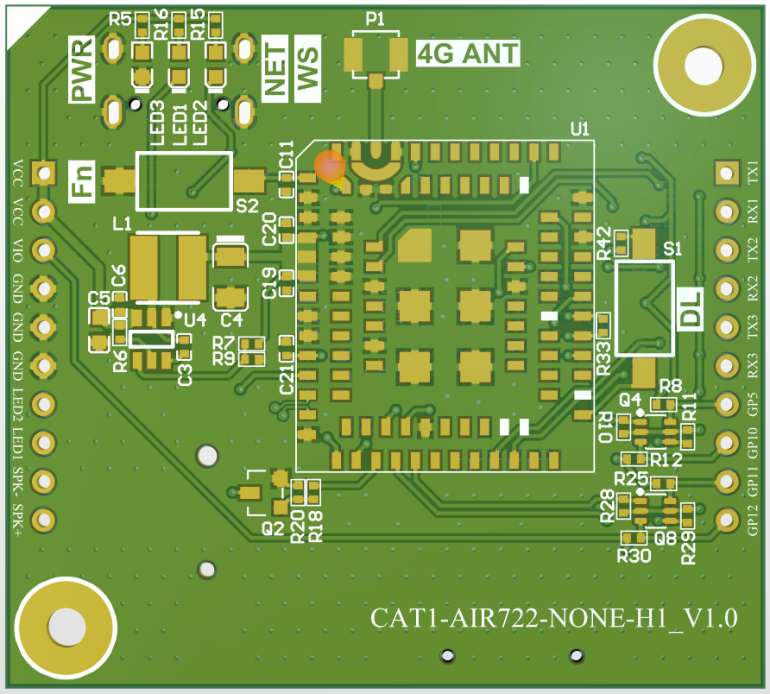 R5
R16
R15
P1
4G ANT
PWR
NET
WS
LED3
LED1
LED2
U1
C11
VCC
Fn
TX1
S2
VCC
L1
C20
RX1
R42
S1
VIO
TX2
C6
C19
GND
RX2
C5
U4
C4
DL
GND
R6
C3
R7
R9
C21
R33
TX3
GND
RX3
LED2
R8
GP5
Q4
R10
R11
LED1
GP10
R12
SPK-
R25
GP11
R28
SPK+
Q2
R20
R18
GP12
R30
Q8
R29
CAT1-AIR722-NONE-H1_V1.0